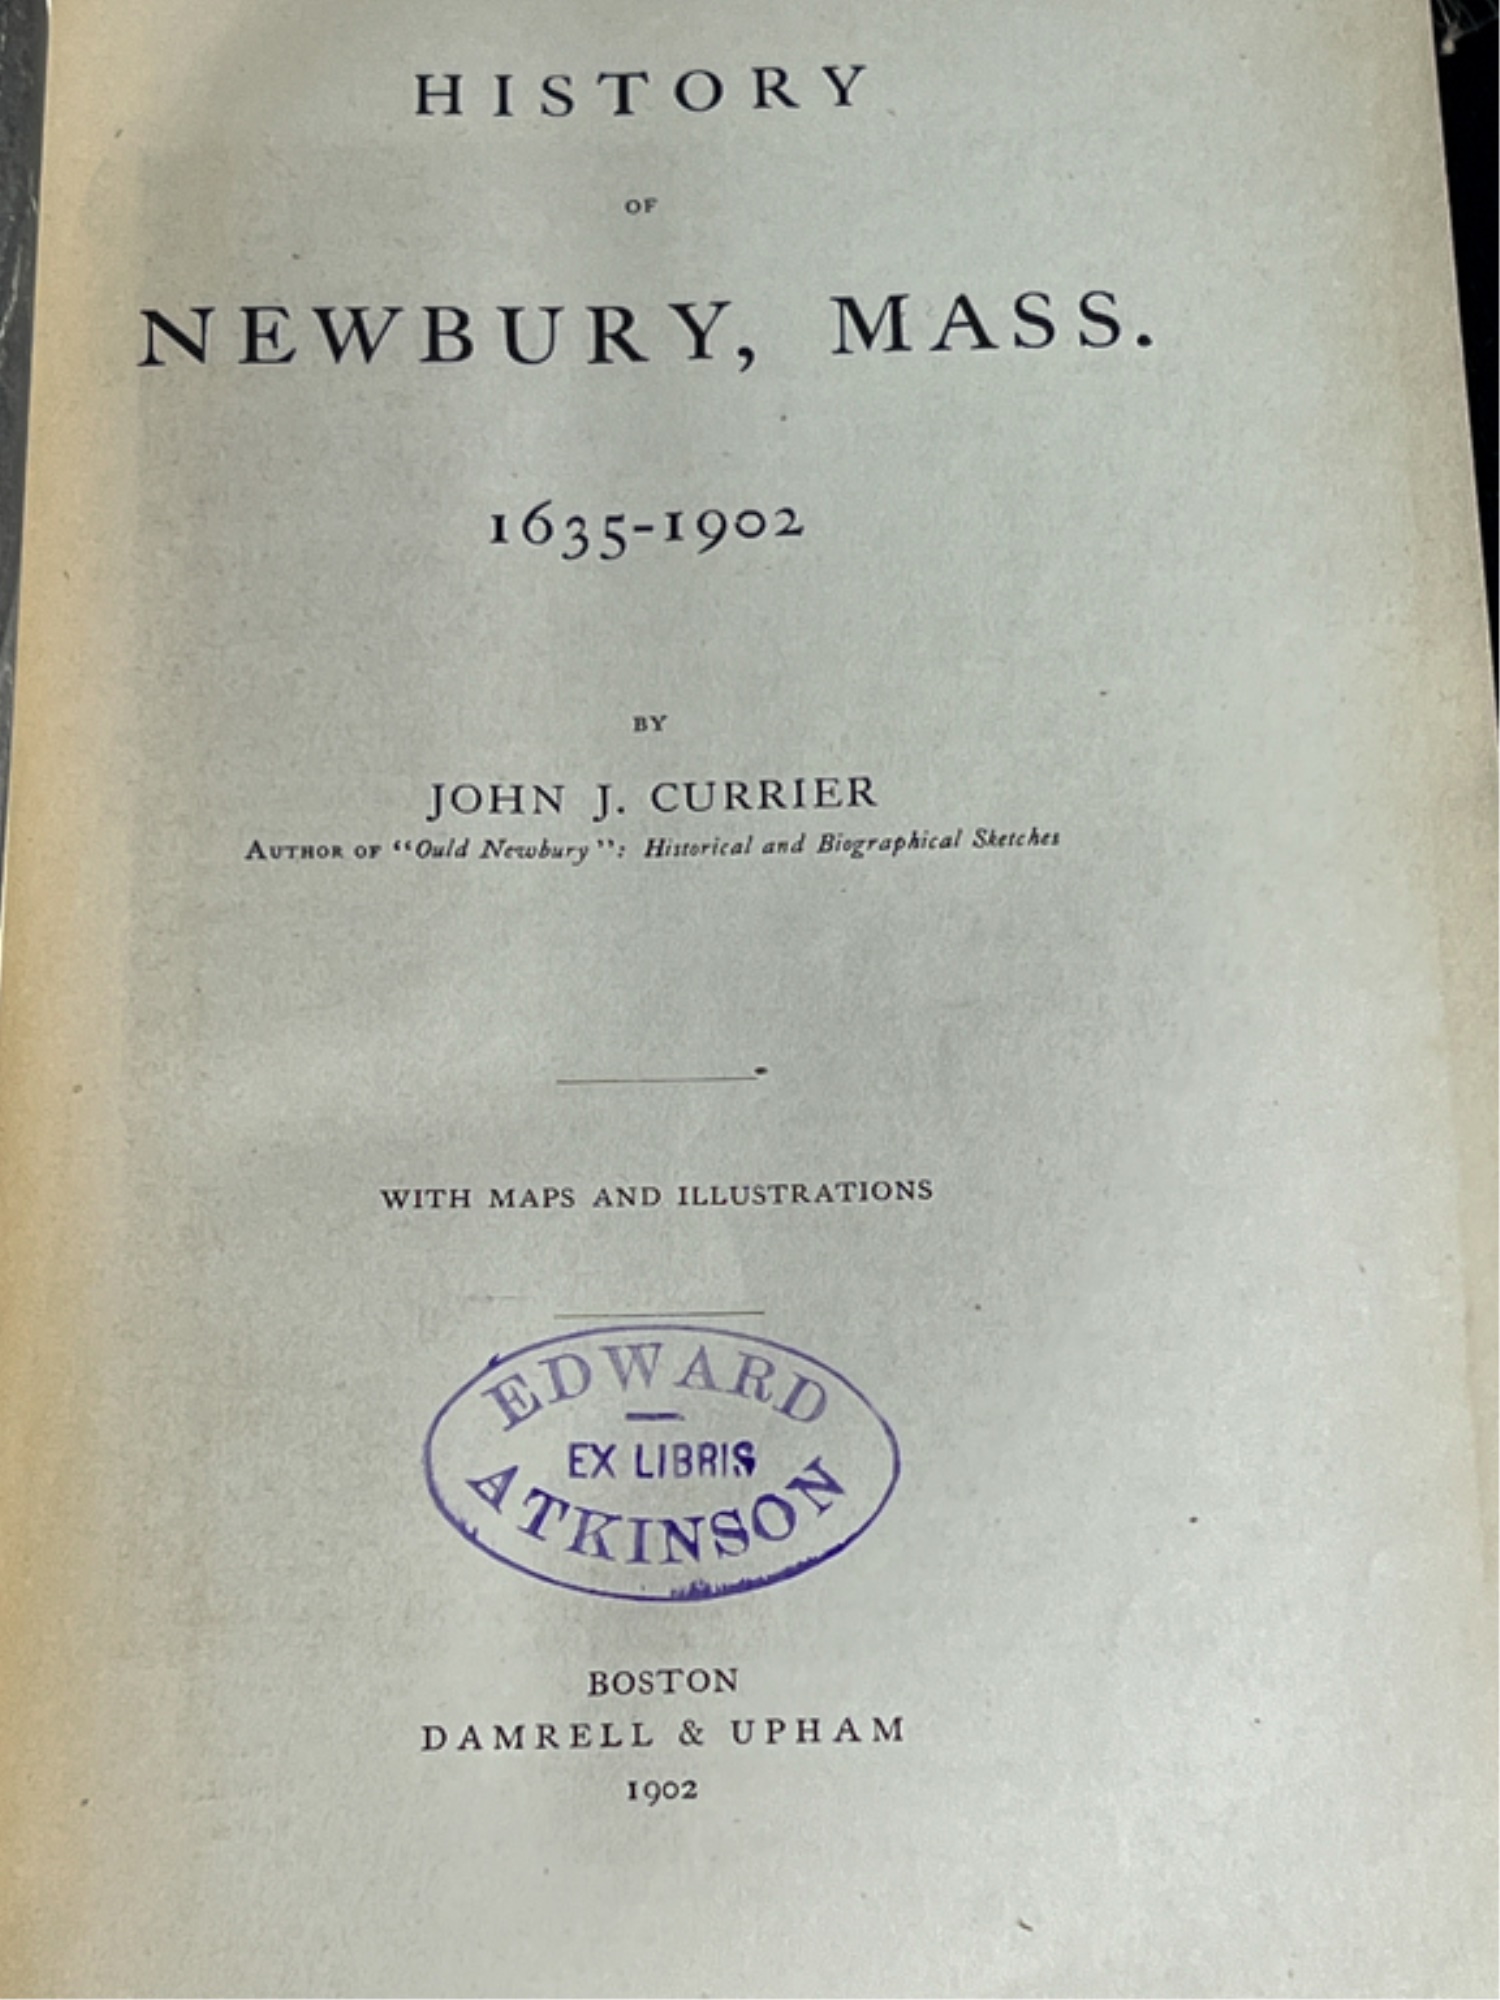 HISTORY
OF
NEWBURY, MASS.
1635-1902
BY
JOHN J. CURRIER
AUTHOR OF “Ould Newbury”: Historical and Biographical Sketches
WITH MAPS AND ILLUSTRATIONS
EDWARD
EX LIBRIS
ATKINSON
BOSTON
DAMRELL & UPHAM
1902